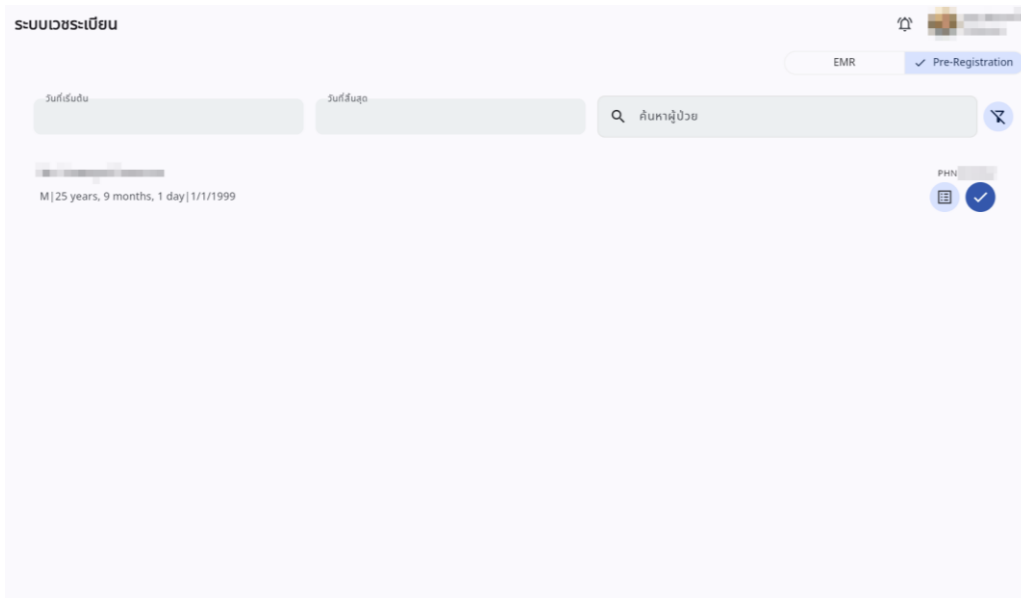 ระบบเวชระเบียน
EMR
Pre-Registration
วันที่เริ่มต้น
วันที่สิ้นสุด
ค้นหาผู้ป่วย
PHN
M|25 years, 9 months, 1 day|1/1/1999